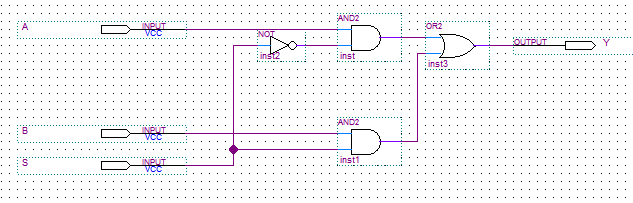 A INPUT
VCC
NOT
inst2
AND2
inst
OR2
inst3
OUTPUT Y
B INPUT
VCC
AND2
inst1
S INPUT
VCC